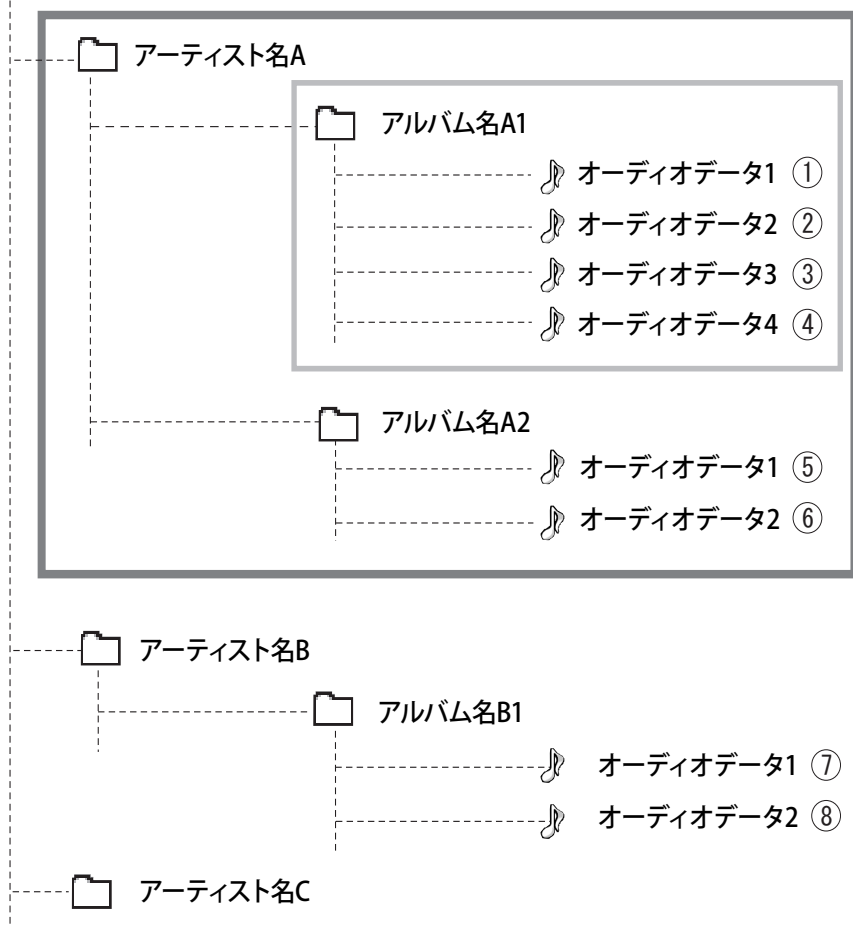 アーティスト名A
アルバム名A1
オーディオデータ1 ①
オーディオデータ2 ②
オーディオデータ3 ③
オーディオデータ4 ④
アルバム名A2
オーディオデータ1 ⑤
オーディオデータ2 ⑥
アーティスト名B
アルバム名B1
オーディオデータ1 ⑦
オーディオデータ2 ⑧
アーティスト名C